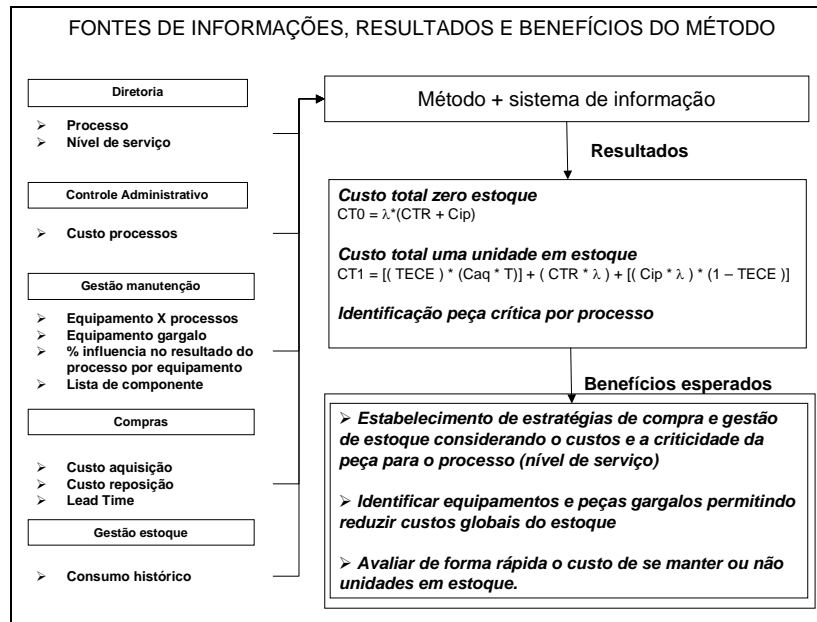 FONTES DE INFORMAÇÕES, RESULTADOS E BENEFÍCIOS DO MÉTODO
Diretoria
➢ Processo
➢ Nível de serviço
Controle Administrativo
➢ Custo processos
Gestão manutenção
➢ Equipamento X processos
➢ Equipamento gargalo
➢ % influencia no resultado do
processo por equipamento
➢ Lista de componente
Compras
➢ Custo aquisição
➢ Custo reposição
➢ Lead Time
Gestão estoque
➢ Consumo histórico
Método + sistema de informação
Resultados
Custo total zero estoque
CT0 = λ*(CTR + Cip)
Custo total uma unidade em estoque
CT1 = [( TECE ) * (Caq * T)] + ( CTR * λ ) + [( Cip * λ ) * (1 – TECE )]
Identificação peça crítica por processo
Benefícios esperados
➢ Estabelecimento de estratégias de compra e gestão
de estoque considerando o custos e a criticidade da
peça para o processo (nível de serviço)
➢ Identificar equipamentos e peças gargalos permitindo
reduzir custos globais do estoque
➢ Avaliar de forma rápida o custo de se manter ou não
unidades em estoque.